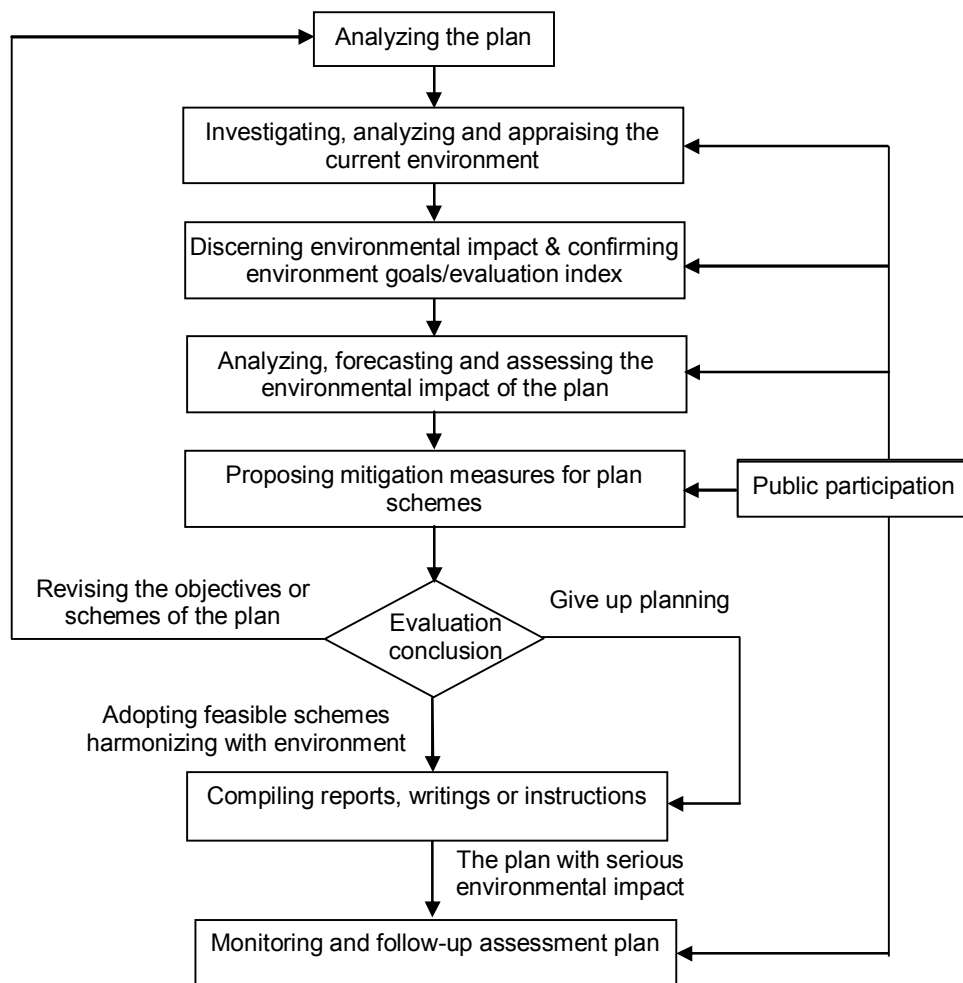 Analyzing the plan
Investigating, analyzing and appraising the
current environment
Discerning environmental impact & confirming
environment goals/evaluation index
Analyzing, forecasting and assessing the
environmental impact of the plan
Proposing mitigation measures for plan
schemes
Public participation
Revising the objectives or
schemes of the plan
Give up planning
Evaluation
conclusion
Adopting feasible schemes
harmonizing with environment
Compiling reports, writings or instructions
The plan with serious
environmental impact
Monitoring and follow-up assessment plan